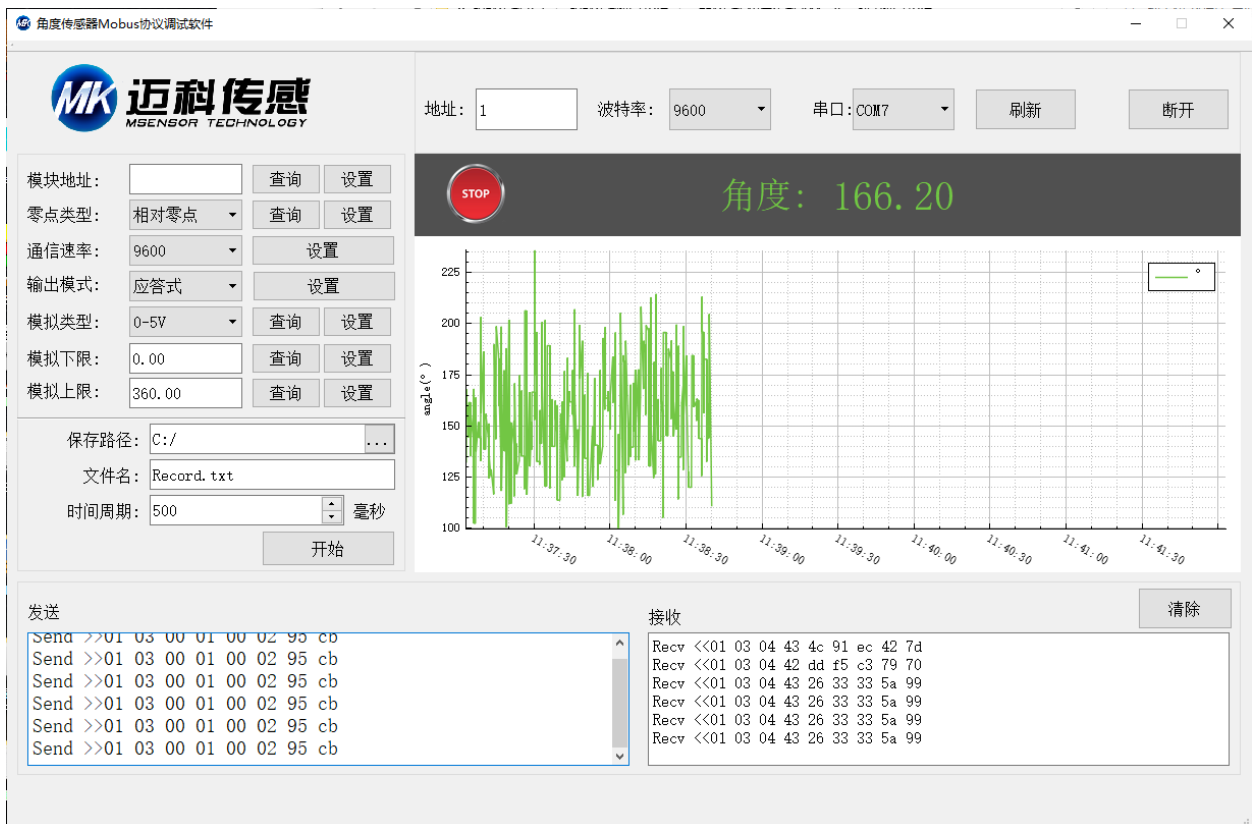 角度传感器Mobus协议调试软件
MK 迈科传感
MSENSOR TECHNOLOGY
地址: 1 波特率: 9600 串口: COM7 刷新 断开
模块地址: 查询 设置
零点类型: 相对零点 查询 设置
通信速率: 9600 设置
输出模式: 应答式 设置
模拟类型: 0-5V 查询 设置
模拟下限: 0.00 查询 设置
模拟上限: 360.00 查询 设置
保存路径: C:/ ...
文件名: Record.txt
时间周期: 500 毫秒
开始
STOP
角度: 166.20
°
angle(° )
225
200
175
150
125
100
11:37:30 11:38:00 11:38:30 11:39:00 11:39:30 11:40:00 11:40:30 11:41:00 11:41:30
发送
Send >>01 03 00 01 00 02 95 cb
Send >>01 03 00 01 00 02 95 cb
Send >>01 03 00 01 00 02 95 cb
Send >>01 03 00 01 00 02 95 cb
Send >>01 03 00 01 00 02 95 cb
Send >>01 03 00 01 00 02 95 cb
接收
清除
Recv <<01 03 04 43 4c 91 ec 42 7d
Recv <<01 03 04 42 dd f5 c3 79 70
Recv <<01 03 04 43 26 33 33 5a 99
Recv <<01 03 04 43 26 33 33 5a 99
Recv <<01 03 04 43 26 33 33 5a 99
Recv <<01 03 04 43 26 33 33 5a 99